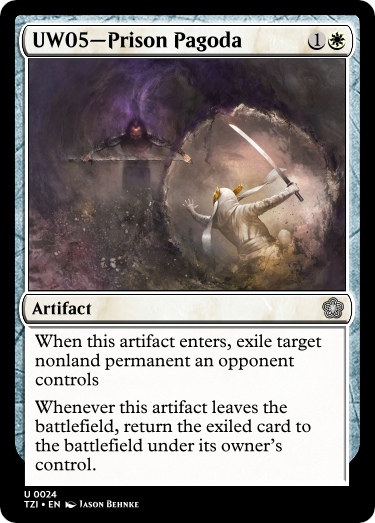 UW05—Prison Pagoda 1
Artifact
When this artifact enters, exile target
nonland permanent an opponent
controls
Whenever this artifact leaves the
battlefield, return the exiled card to
the battlefield under its owner's
control.
U 0024
TZI • EN Jason Behnke